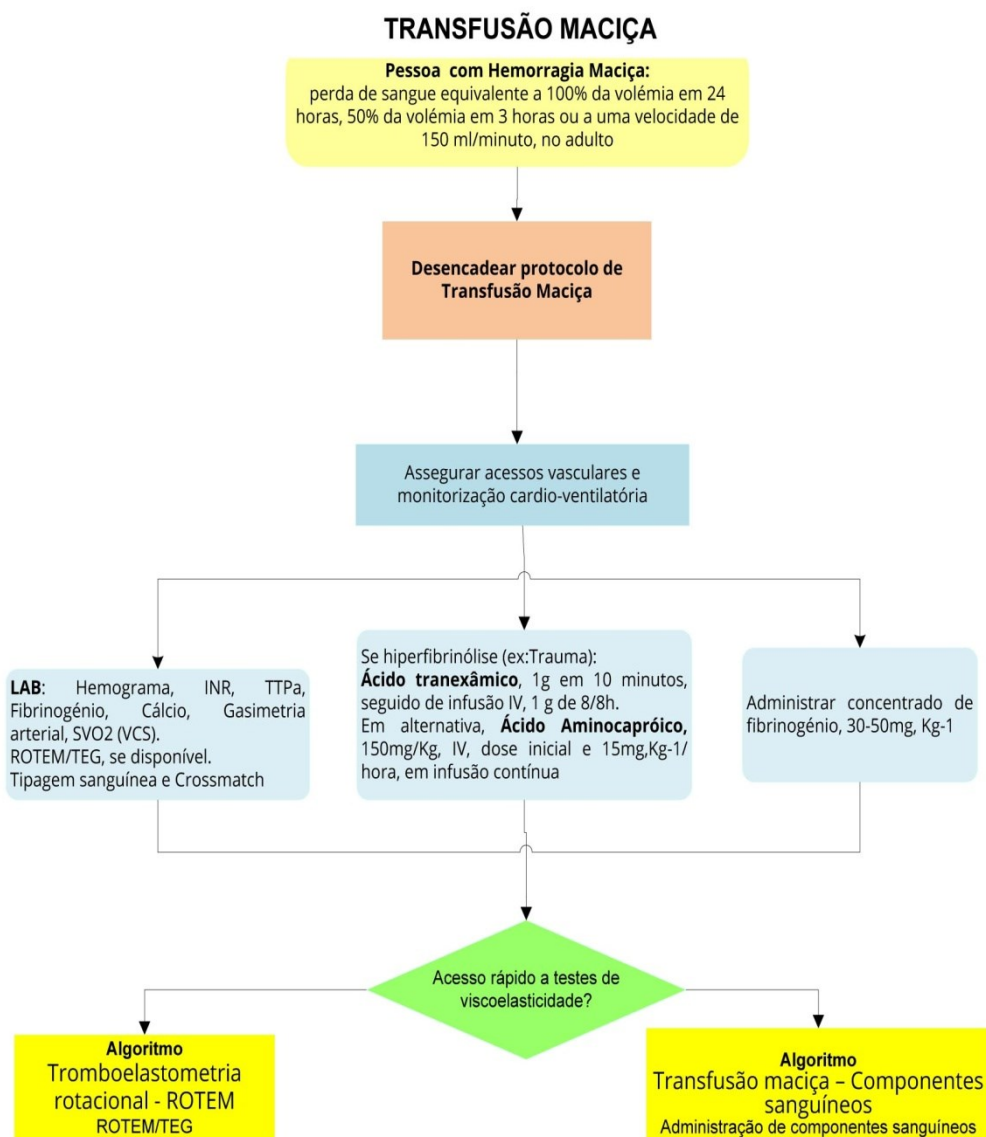 TRANSFUSÃO MACIÇA
Pessoa com Hemorragia Maciça:
perda de sangue equivalente a 100% da volémia em 24
horas, 50% da volémia em 3 horas ou a uma velocidade de
150 ml/minuto, no adulto
Desencadear protocolo de
Transfusão Maciça
Assegurar acessos vasculares e
monitorização cardio-ventilatória
LAB: Hemograma, INR, TTPa,
Fibrinogénio, Cálcio, Gasimetria
arterial, SVO2 (VCS).
ROTEM/TEG, se disponível.
Tipagem sanguínea e Crossmatch
Se hiperfibrinólise (ex:Trauma):
Ácido tranexâmico, 1g em 10 minutos,
seguido de infusão IV, 1 g de 8/8h.
Em alternativa, Ácido Aminocapróico,
150mg/Kg, IV, dose inicial e 15mg,Kg-1/
hora, em infusão contínua
Administrar concentrado de
fibrinogénio, 30-50mg, Kg-1
Acesso rápido a testes de
viscoelasticidade?
Algoritmo
Tromboelastometria
rotacional - ROTEM
ROTEM/TEG
Algoritmo
Transfusão maciça – Componentes
sanguíneos
Administração de componentes sanguíneos